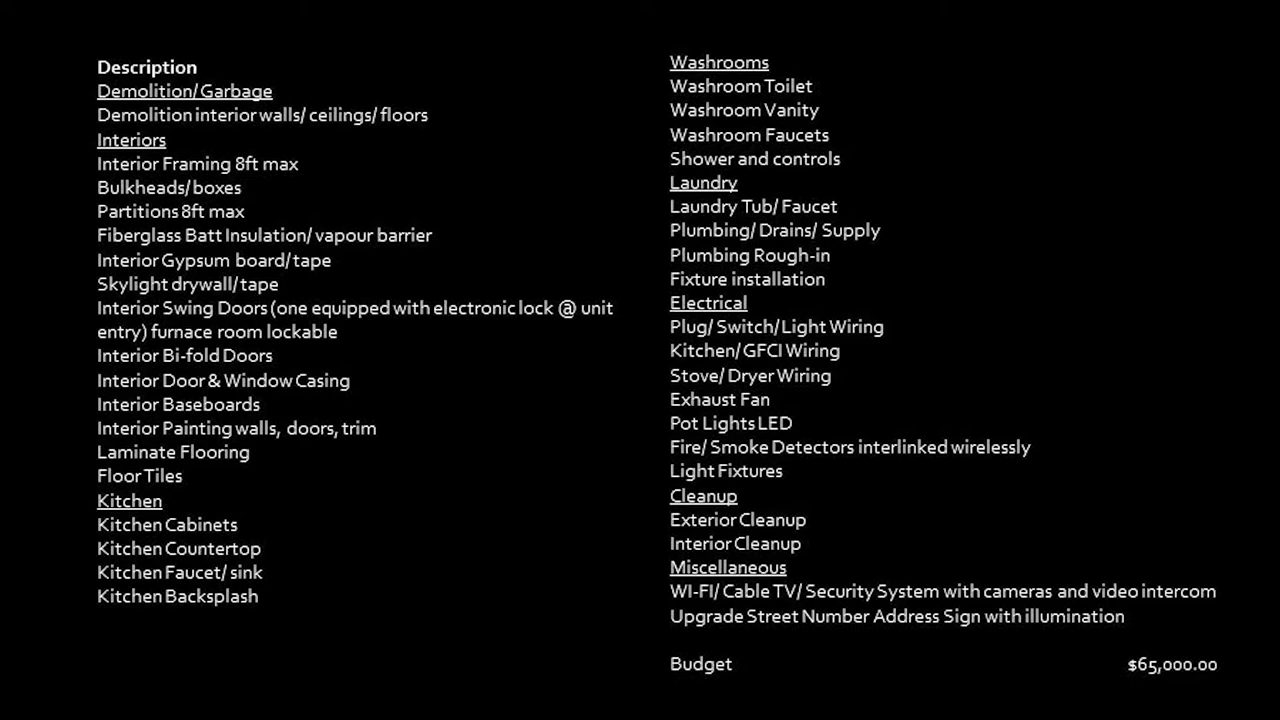 Description
Demolition/Garbage
Demolition interior walls/ ceilings/ floors
Interiors
Interior Framing 8ft max
Bulkheads/boxes
Partitions 8ft max
Fiberglass Batt Insulation/ vapour barrier
Interior Gypsum board/tape
Skylight drywall/tape
Interior Swing Doors (one equipped with electronic lock @ unit
entry) furnace room lockable
Interior Bi-fold Doors
Interior Door & Window Casing
Interior Baseboards
Interior Painting walls, doors, trim
Laminate Flooring
Floor Tiles
Kitchen
Kitchen Cabinets
Kitchen Countertop
Kitchen Faucet/ sink
Kitchen Backsplash
Washrooms
Washroom Toilet
Washroom Vanity
Washroom Faucets
Shower and controls
Laundry
Laundry Tub/ Faucet
Plumbing/ Drains/ Supply
Plumbing Rough-in
Fixture installation
Electrical
Plug/ Switch/Light Wiring
Kitchen/ GFCI Wiring
Stove/ Dryer Wiring
Exhaust Fan
Pot Lights LED
Fire/ Smoke Detectors interlinked wirelessly
Light Fixtures
Cleanup
Exterior Cleanup
Interior Cleanup
Miscellaneous
WI-FI/ Cable TV/ Security System with cameras and video intercom
Upgrade Street Number Address Sign with illumination
Budget $65,000.00